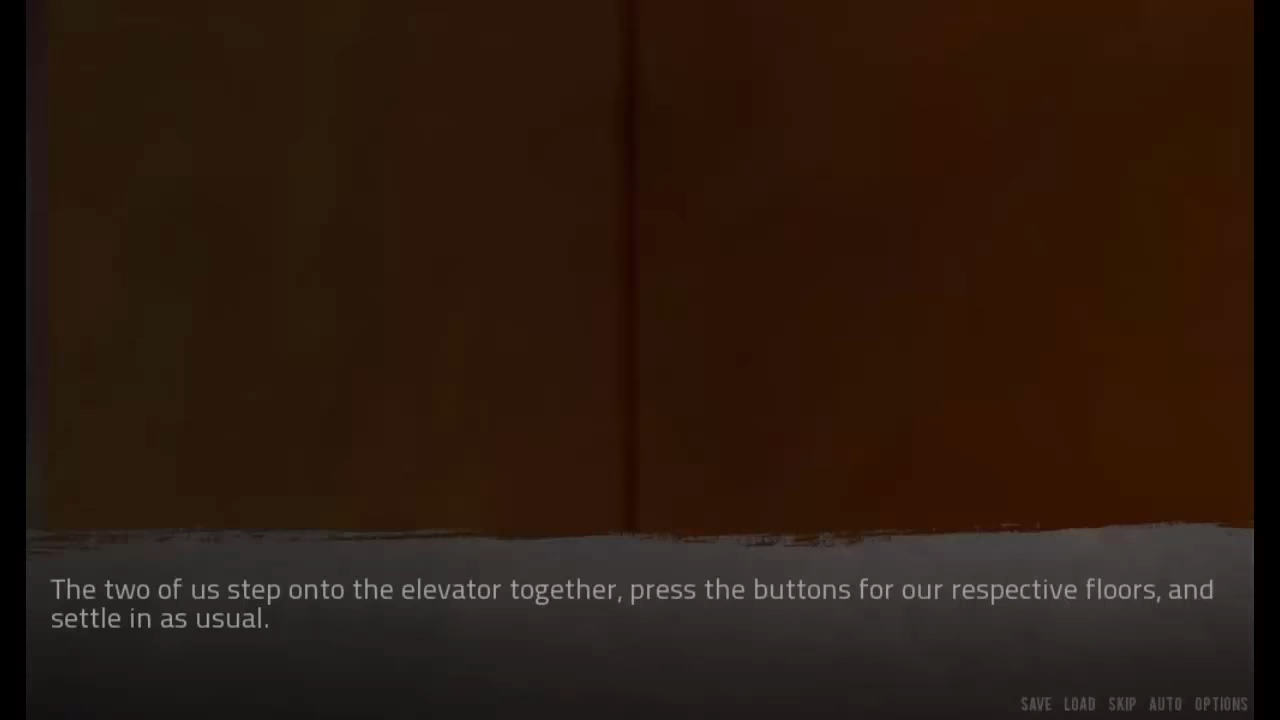 The two of us step onto the elevator together, press the buttons for our respective floors, and
settle in as usual.
SAVE LOAD SKIP AUTO OPTIONS